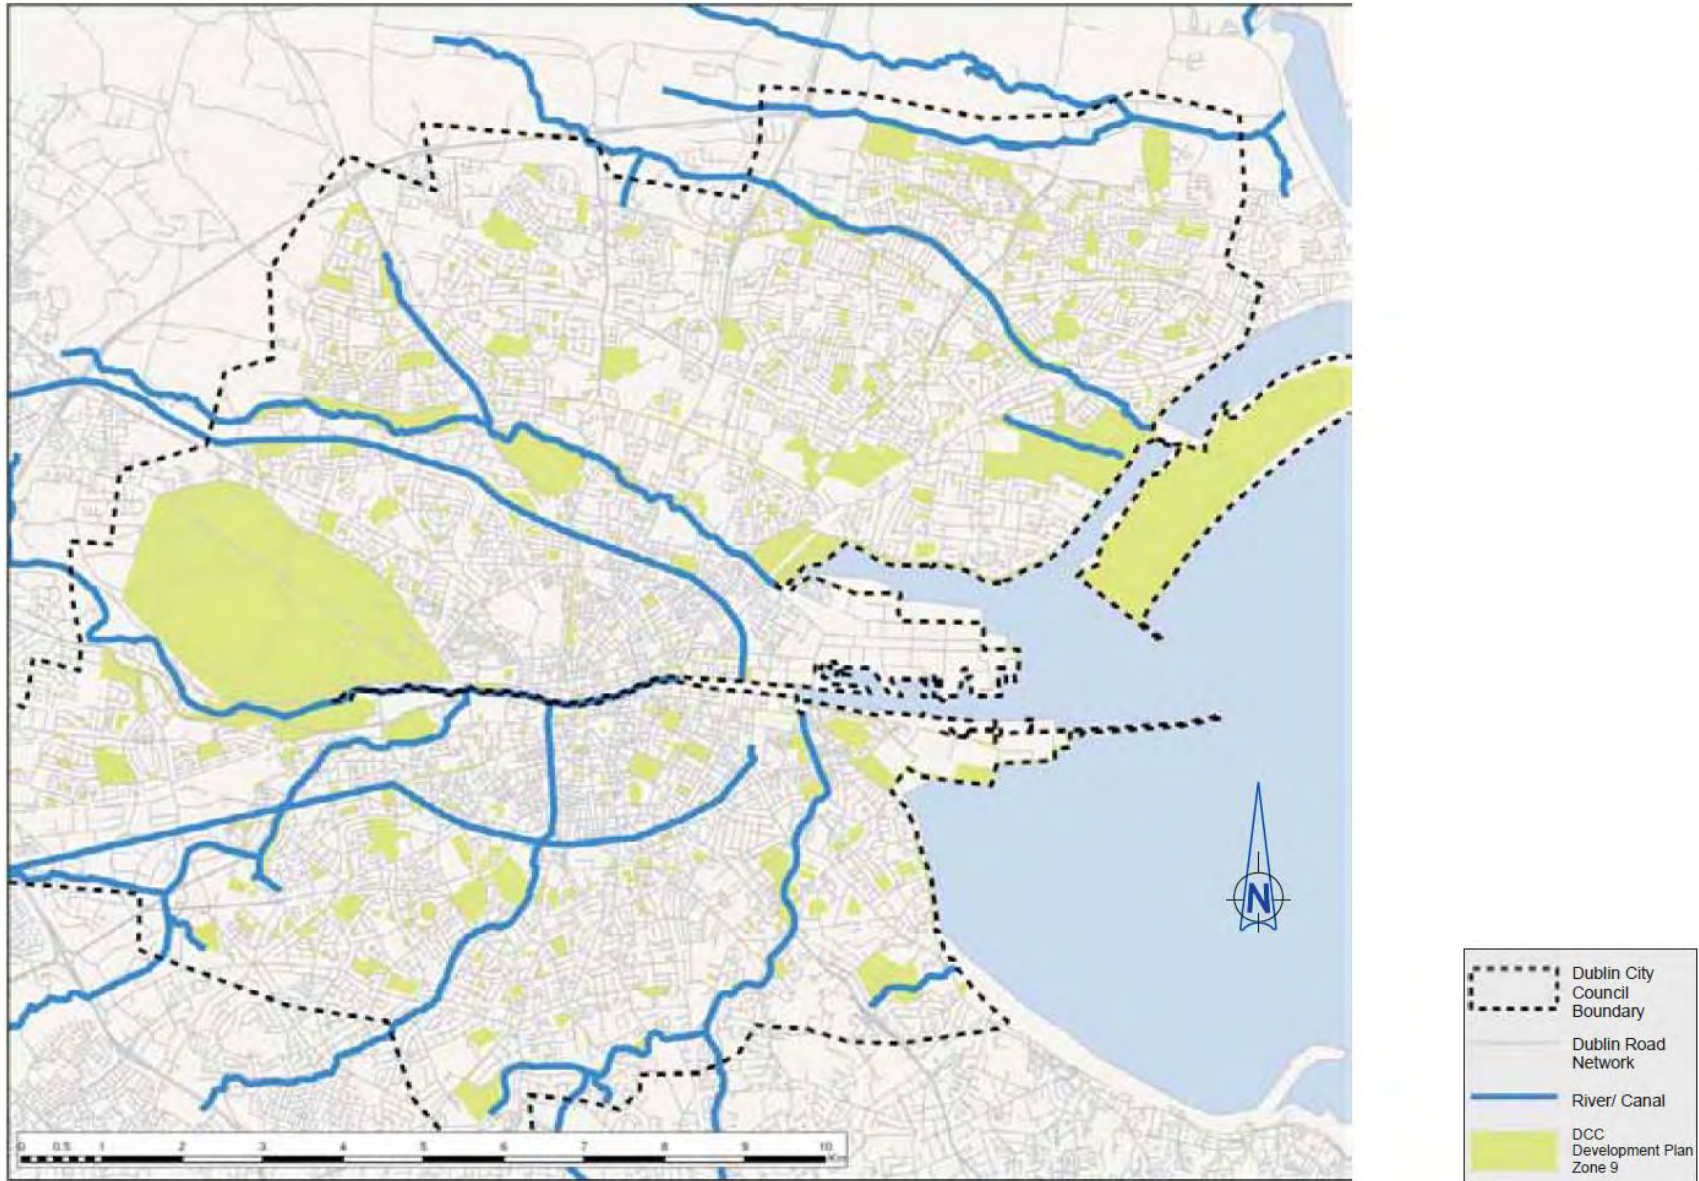 N
Dublin City
Council
Boundary
Dublin Road
Network
River/ Canal
DCC
Development Plan
Zone 9
0 0.5 1 2 3 4 5 6 7 8 9 10